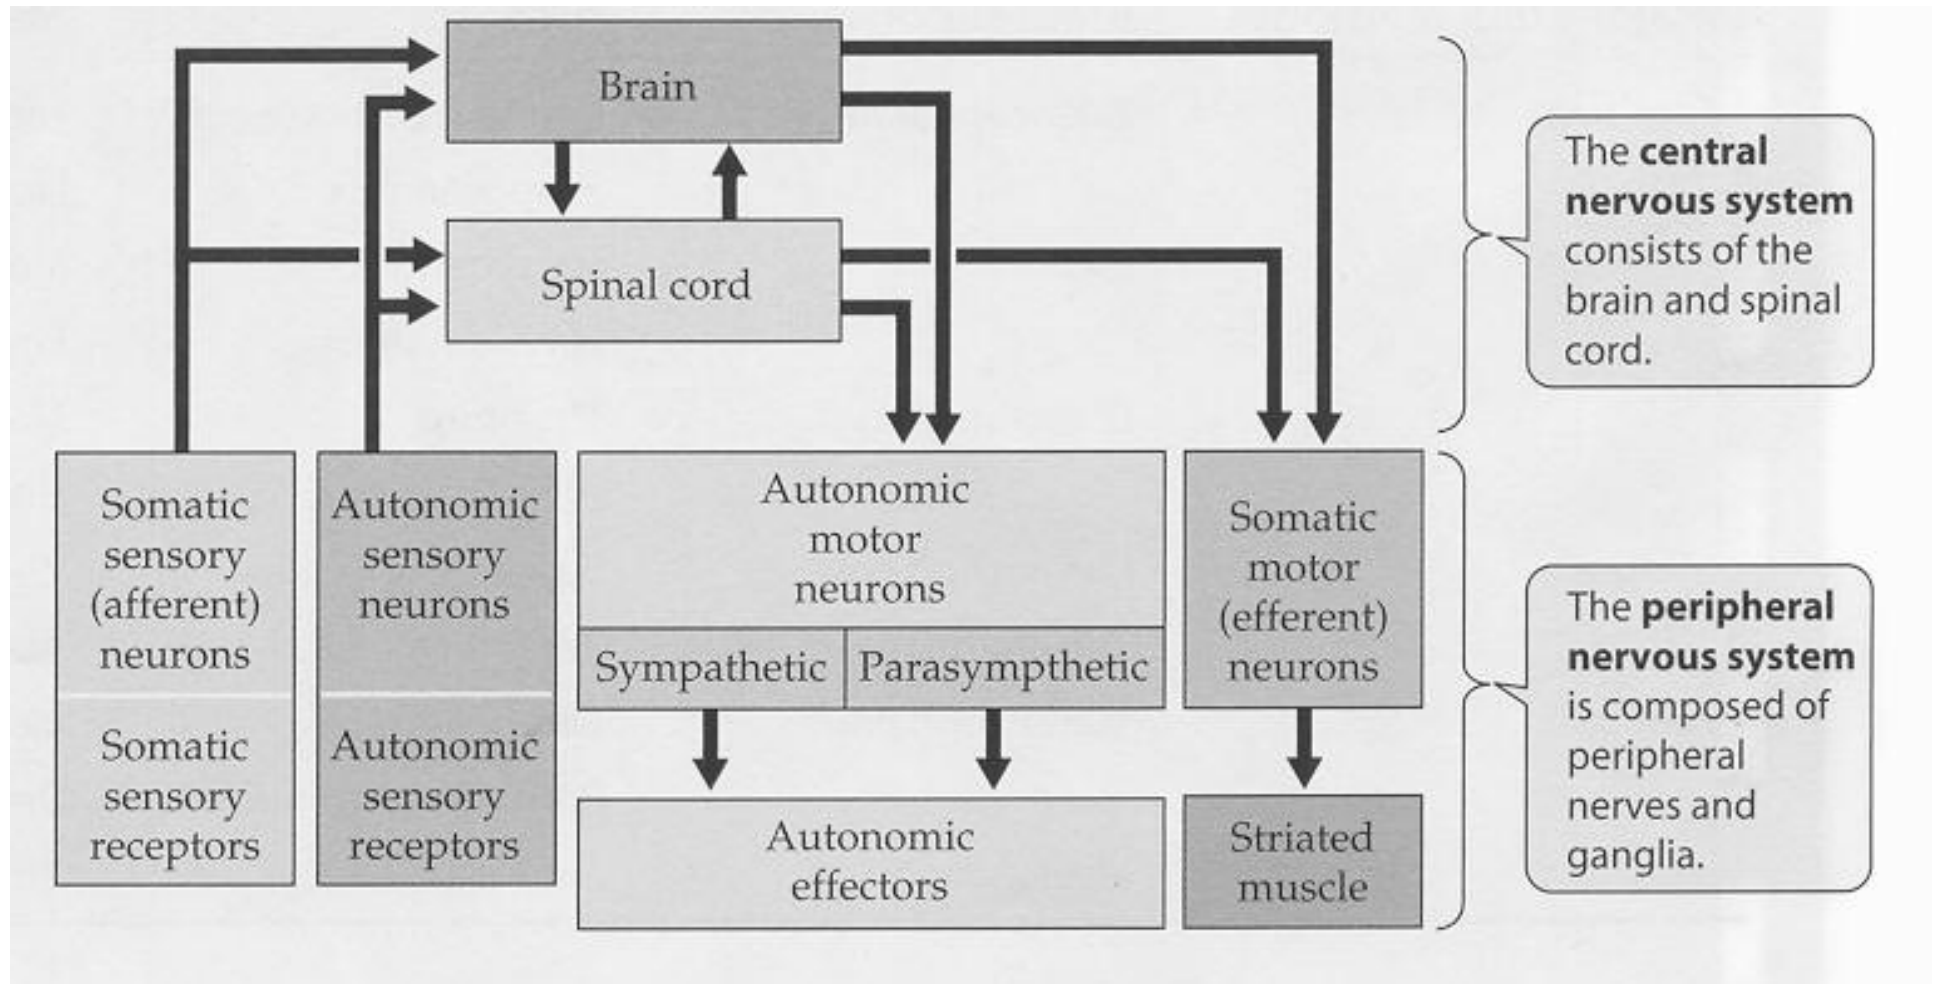 Brain
Spinal cord
The central
nervous system
consists of the
brain and spinal
cord.
Somatic
sensory
(afferent)
neurons
Somatic
sensory
receptors
Autonomic
sensory
neurons
Autonomic
sensory
receptors
Autonomic
motor
neurons
Sympathetic
Parasympthetic
Autonomic
effectors
Somatic
motor
(efferent)
neurons
Striated
muscle
The peripheral
nervous system
is composed of
peripheral
nerves and
ganglia.